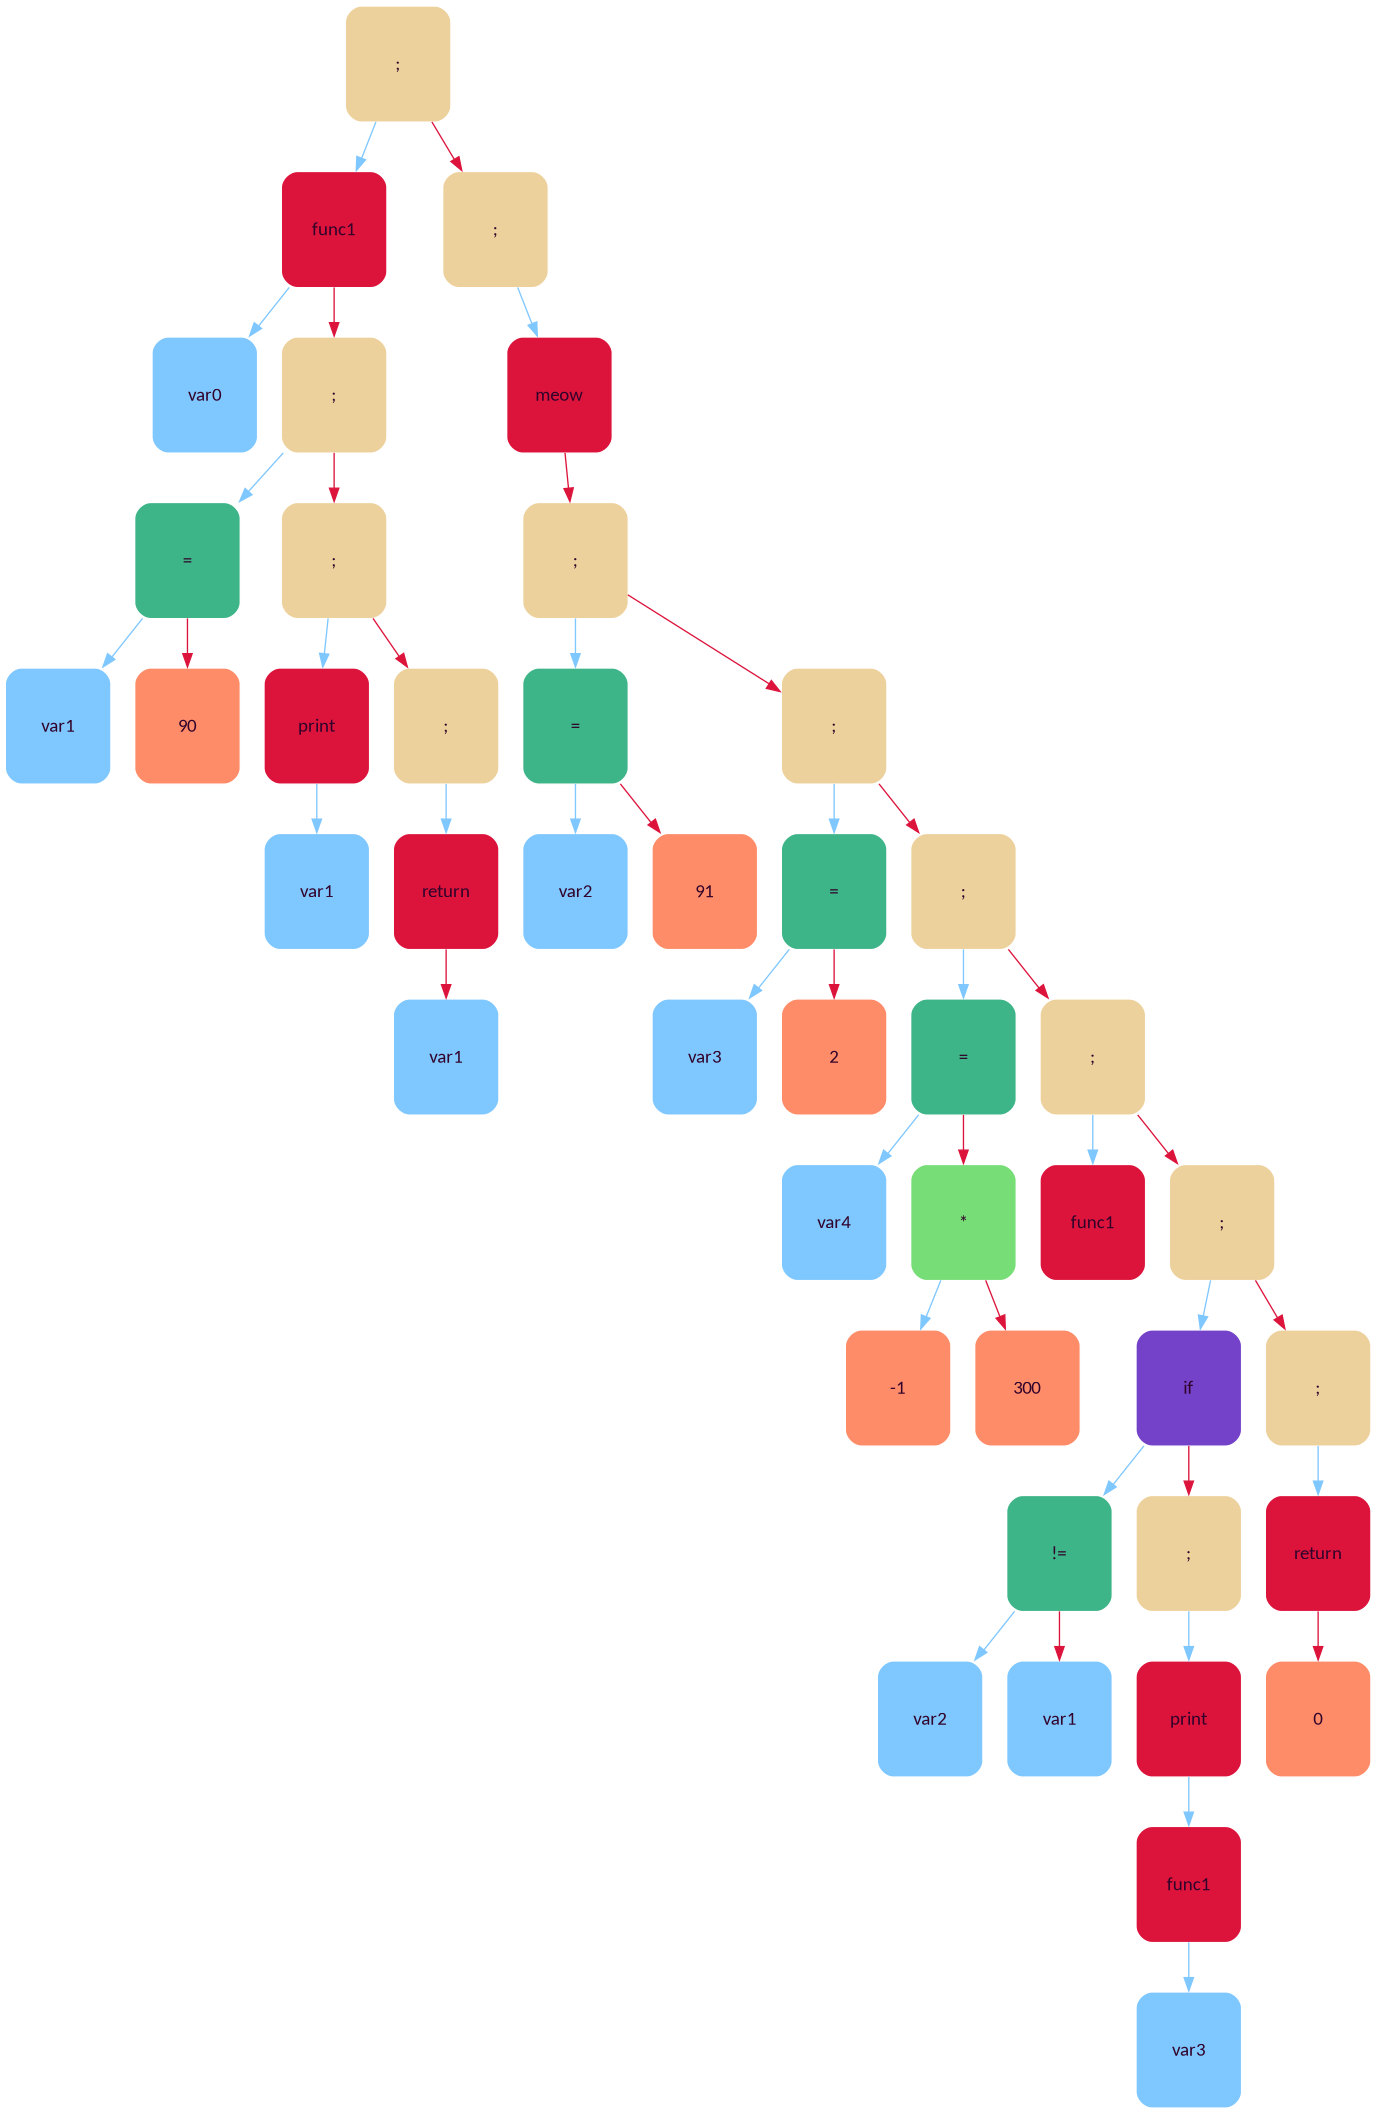 ;
func1
;
var0
;
meow
=
;
;
var1
90
print
;
=
;
var1
return
var2
91
=
;
var1
var3
2
=
;
var4
*
func1
;
-1
300
if
;
!=
;
return
var2
var1
print
0
func1
var3